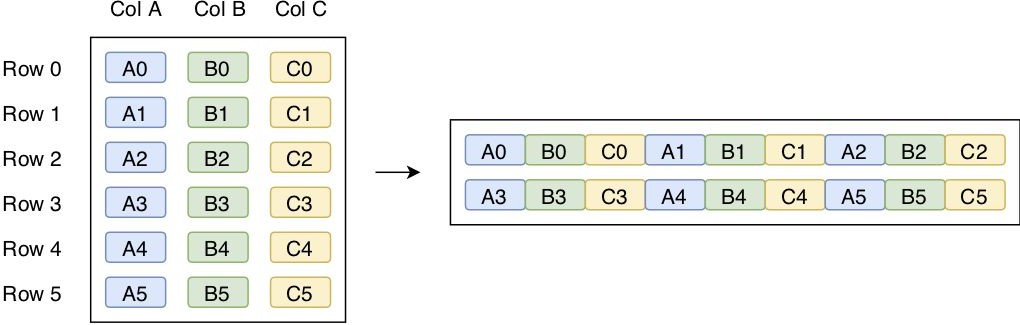 Col A Col B Col C
Row 0 A0 B0 C0
Row 1 A1 B1 C1
Row 2 A2 B2 C2
Row 3 A3 B3 C3
Row 4 A4 B4 C4
Row 5 A5 B5 C5
A0 B0 C0 A1 B1 C1 A2 B2 C2
A3 B3 C3 A4 B4 C4 A5 B5 C5